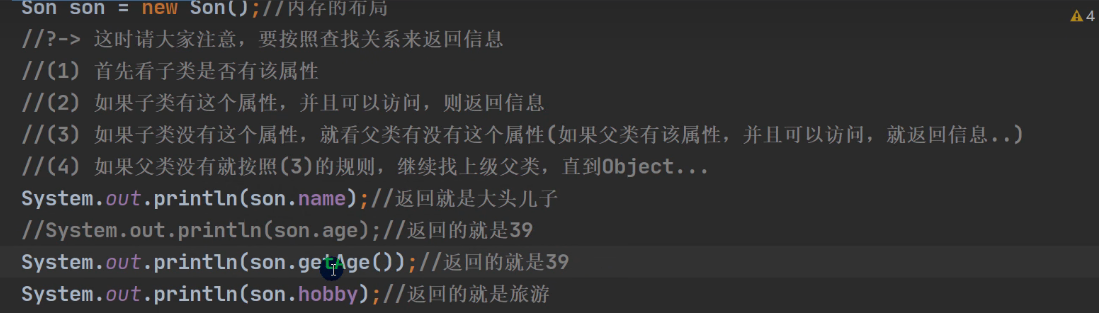 Son son = new Son();//内存的布局
4
//?-> 这时请大家注意，要按照查找关系来返回信息
//(1) 首先看子类是否有该属性
//(2) 如果子类有这个属性，并且可以访问，则返回信息
//(3) 如果子类没有这个属性，就看父类有没有这个属性(如果父类有该属性，并且可以访问，就返回信息..)
//(4) 如果父类没有就按照(3)的规则，继续找上级父类，直到Object...
System.out.println(son.name);//返回就是大头儿子
//System.out.println(son.age);//返回的就是39
System.out.println(son.getAge());//返回的就是39
System.out.println(son.hobby);//返回的就是旅游